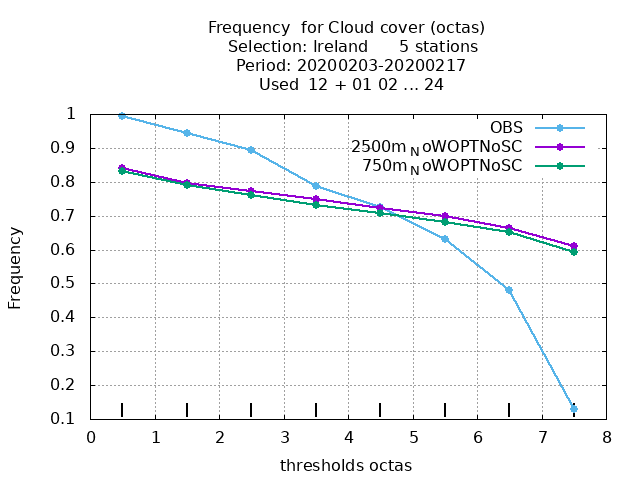 Frequency  for Cloud cover (octas)
Selection: Ireland      5 stations
Period: 20200203-20200217
Used  12 + 01 02 ... 24
OBS
2500m_NoWOPTNoSC
750m_NoWOPTNoSC
1
0.9
0.8
0.7
0.6
0.5
0.4
0.3
0.2
0.1
Frequency
0 1 2 3 4 5 6 7 8
thresholds octas